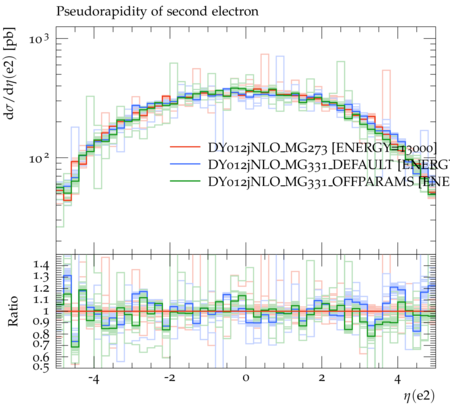 Pseudorapidity of second electron
dσ/dη(e2) [pb]
10³
10²
DY012jNLO_MG273 [ENERGY=13000]
DY012jNLO_MG331_DEFAULT [ENERGY
DY012jNLO_MG331_OFFPARAMS [ENE
Ratio
1.4
1.3
1.2
1.1
1
0.9
0.8
0.7
0.6
0.5
-4 -2 0 2 4
η(e2)